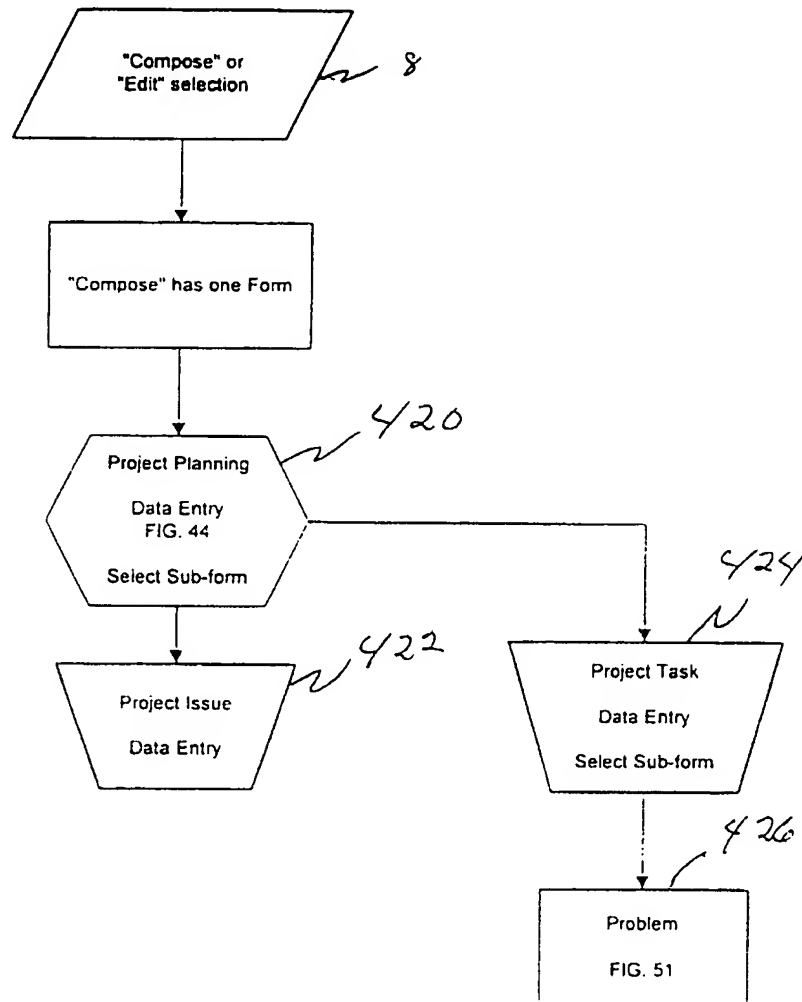 "Compose" or
"Edit" selection
8
"Compose" has one Form
420
Project Planning
Data Entry
FIG. 44
Select Sub-form
424
422
Project Issue
Data Entry
Project Task
Data Entry
Select Sub-form
426
Problem
FIG. 51